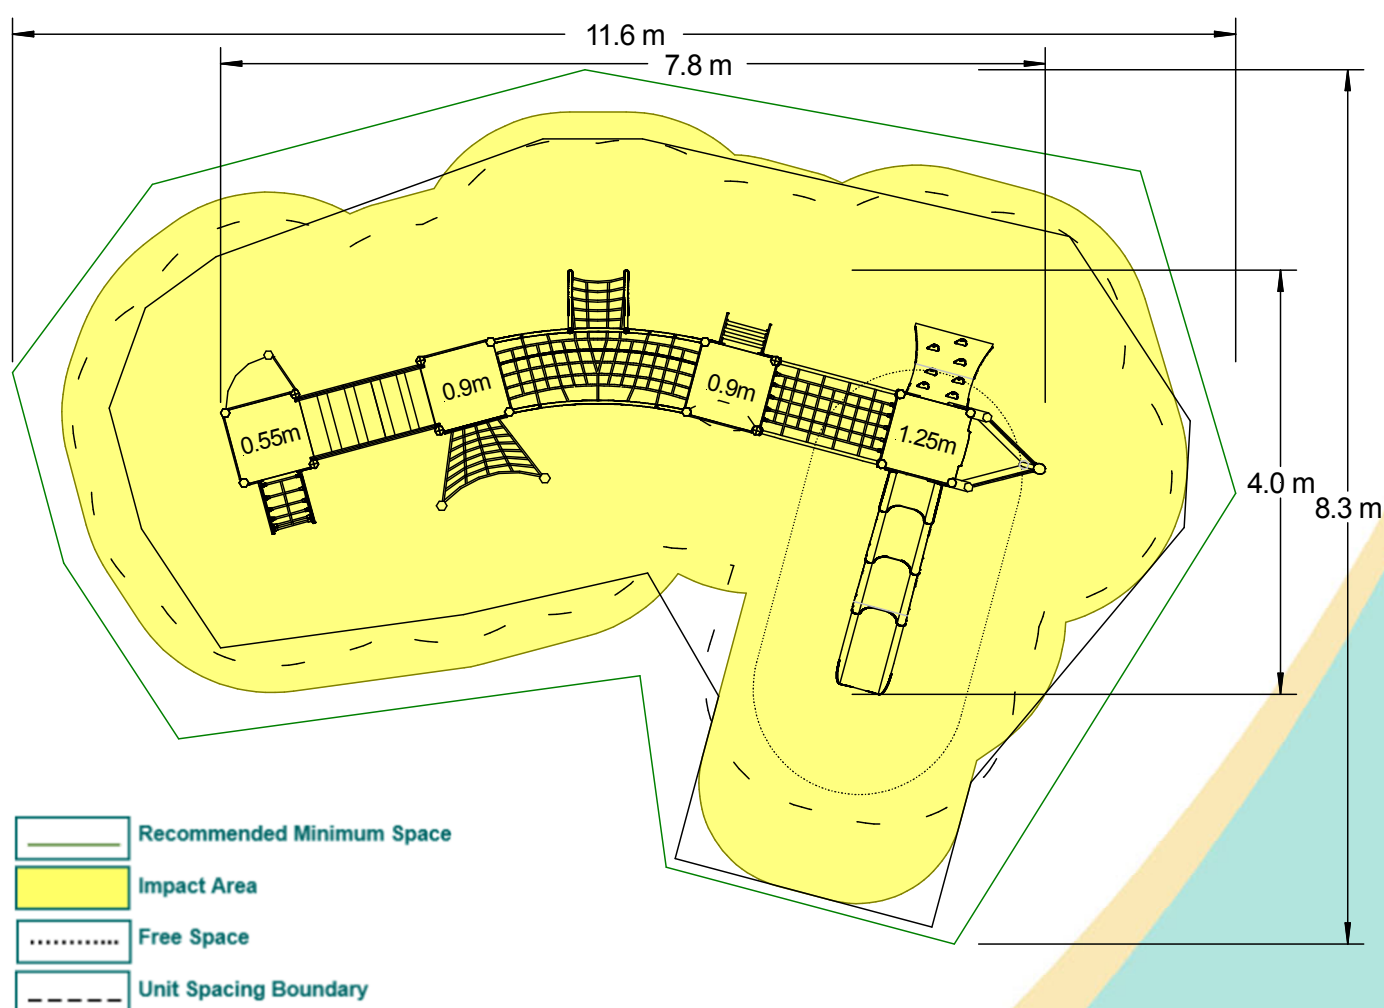 11.6 m
7.8 m
0.9m
0.9m
0.55m
1.25m
4.0 m
8.3 m
Recommended Minimum Space
Impact Area
Free Space
Unit Spacing Boundary